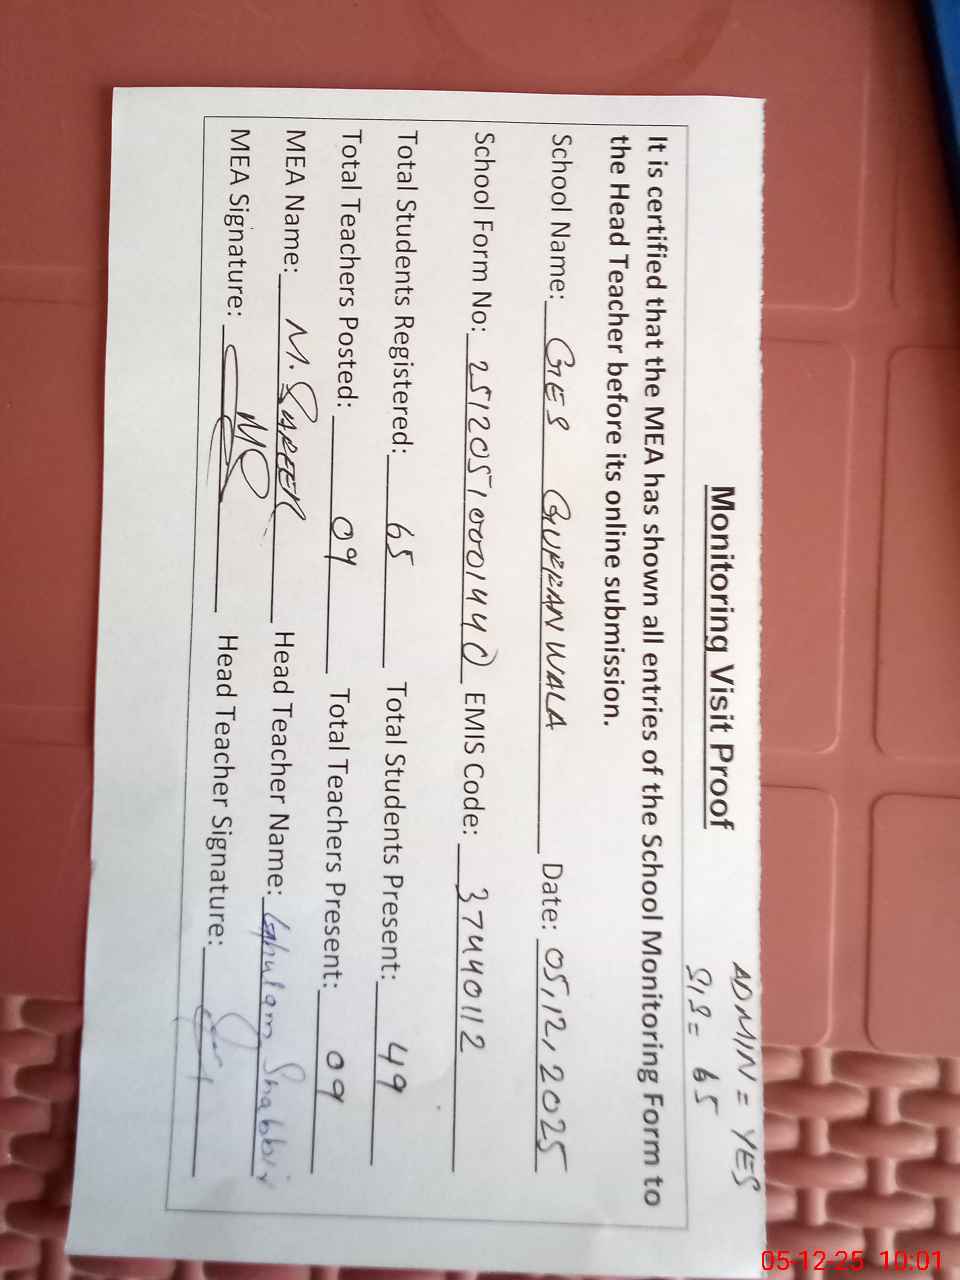 ADMIN = YES
SIS = 65
Monitoring Visit Proof
It is certified that the MEA has shown all entries of the School Monitoring Form to
the Head Teacher before its online submission.
School Name: GES GURRAN WALA Date: 05,12,2025
School Form No: 25120510001440 EMIS Code: 37440112
Total Students Registered: 65 Total Students Present: 49
Total Teachers Posted: 09 Total Teachers Present: 09
MEA Name: M. Head Teacher Name: Ghulam Shabbir
MEA Signature: Head Teacher Signature:
05-12-25 10:01